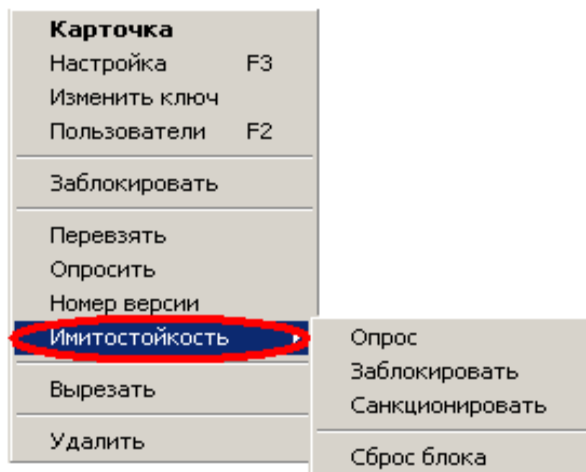 Карточка
Настройка F3
Изменить ключ
Пользователи F2
Заблокировать
Перевзять
Опросить
Номер версии
Имитостойкость
Вырезать
Удалить
Опрос
Заблокировать
Санкционировать
Сброс блока